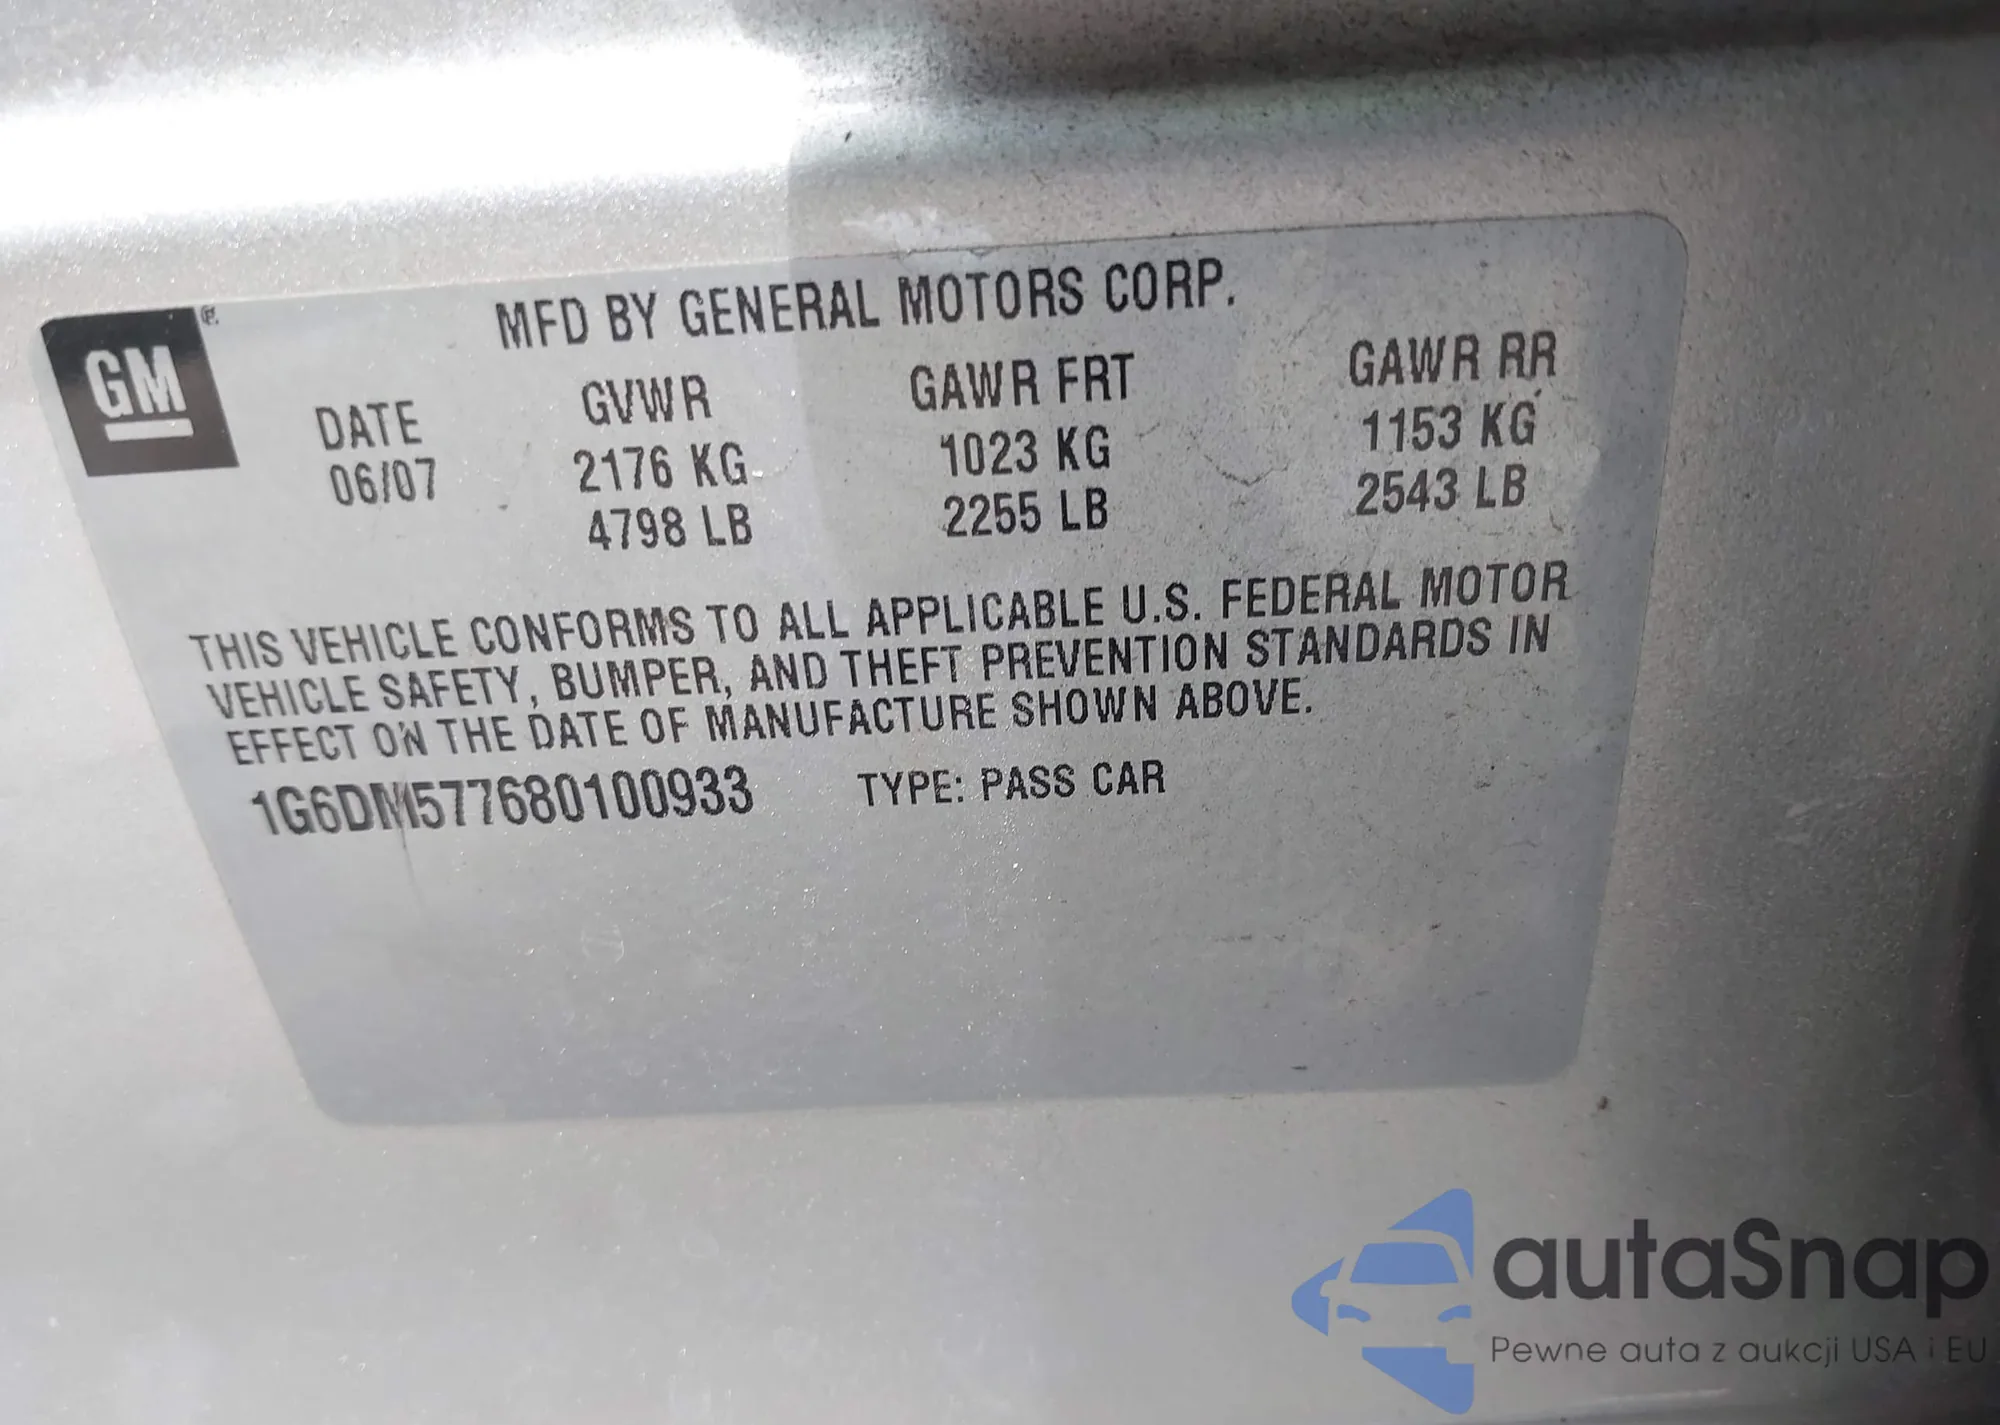 GM
MFD BY GENERAL MOTORS CORP.
DATE GVWR GAWR FRT GAWR RR
06/07 2176 KG 1023 KG 1153 KG
4798 LB 2255 LB 2543 LB
THIS VEHICLE CONFORMS TO ALL APPLICABLE U.S. FEDERAL MOTOR
VEHICLE SAFETY, BUMPER, AND THEFT PREVENTION STANDARDS IN
EFFECT ON THE DATE OF MANUFACTURE SHOWN ABOVE.
1G6DM577680100933 TYPE: PASS CAR
autaSnap
Pewne auta z aukcji USA i EU